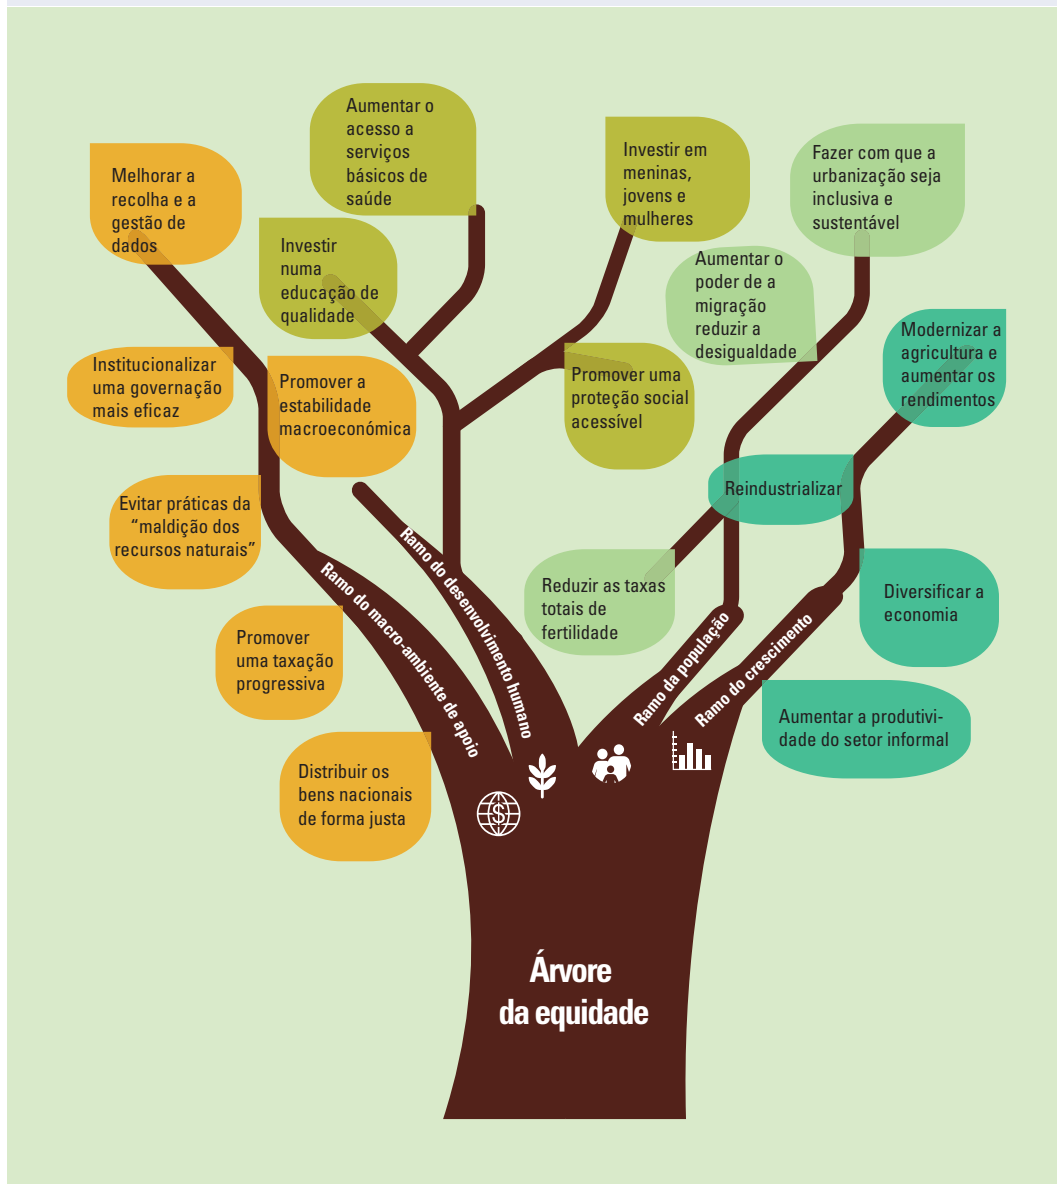 Aumentar o
acesso a
serviços
básicos de
saúde
Melhorar a
recolha e a
gestão de
dados
Investir em
meninas,
jovens e
mulheres
Fazer com que a
urbanização seja
inclusiva e
sustentável
Investir
numa
educação de
qualidade
Aumentar o
poder de a
migração
reduzir a
desigualdade
Modernizar a
agricultura e
aumentar os
rendimentos
Institucionalizar
uma governação
mais eficaz
Promover a
estabilidade
macroeconómica
Promover uma
proteção social
acessível
Reindustrializar
Evitar práticas da
“maldição dos
recursos naturais”
Reduzir as taxas
totais de
fertilidade
Diversificar a
economia
Promover
uma taxação
progressiva
Aumentar a produtivi-
dade do setor informal
Distribuir os
bens nacionais
de forma justa
Ramo do macro-ambiente de apoio
Ramo do desenvolvimento humano
Ramo da população
Ramo do crescimento
$
Árvore
da equidade